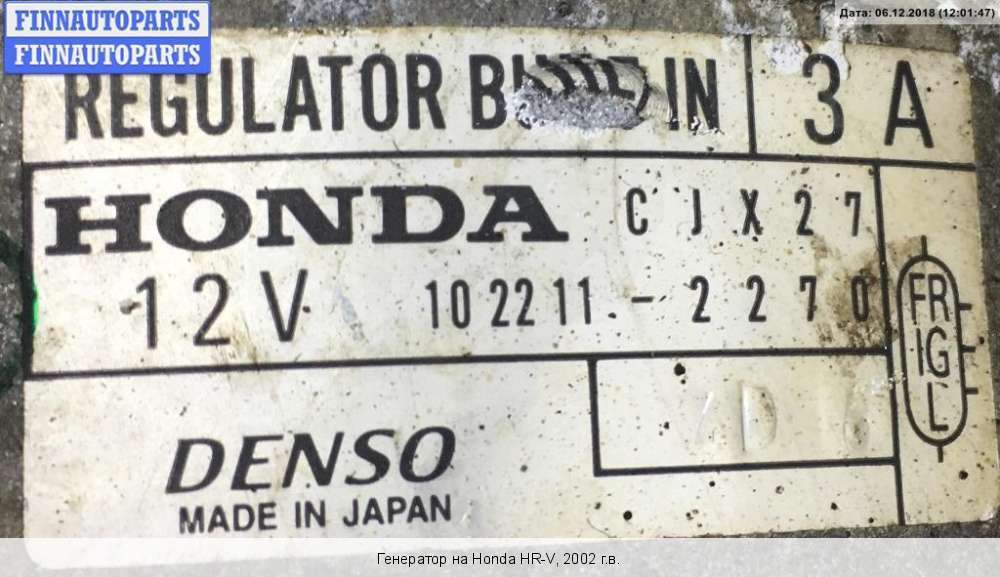 FINNAUTOPARTS
FINNAUTOPARTS
Дата: 06.12.2018 (12:01:47)
REGULATOR IN
3 A
HONDA CJX27
12V 102211-2270
FR
IG
L
DENSO
MADE IN JAPAN
Генератор на Honda HR-V, 2002 г.в.